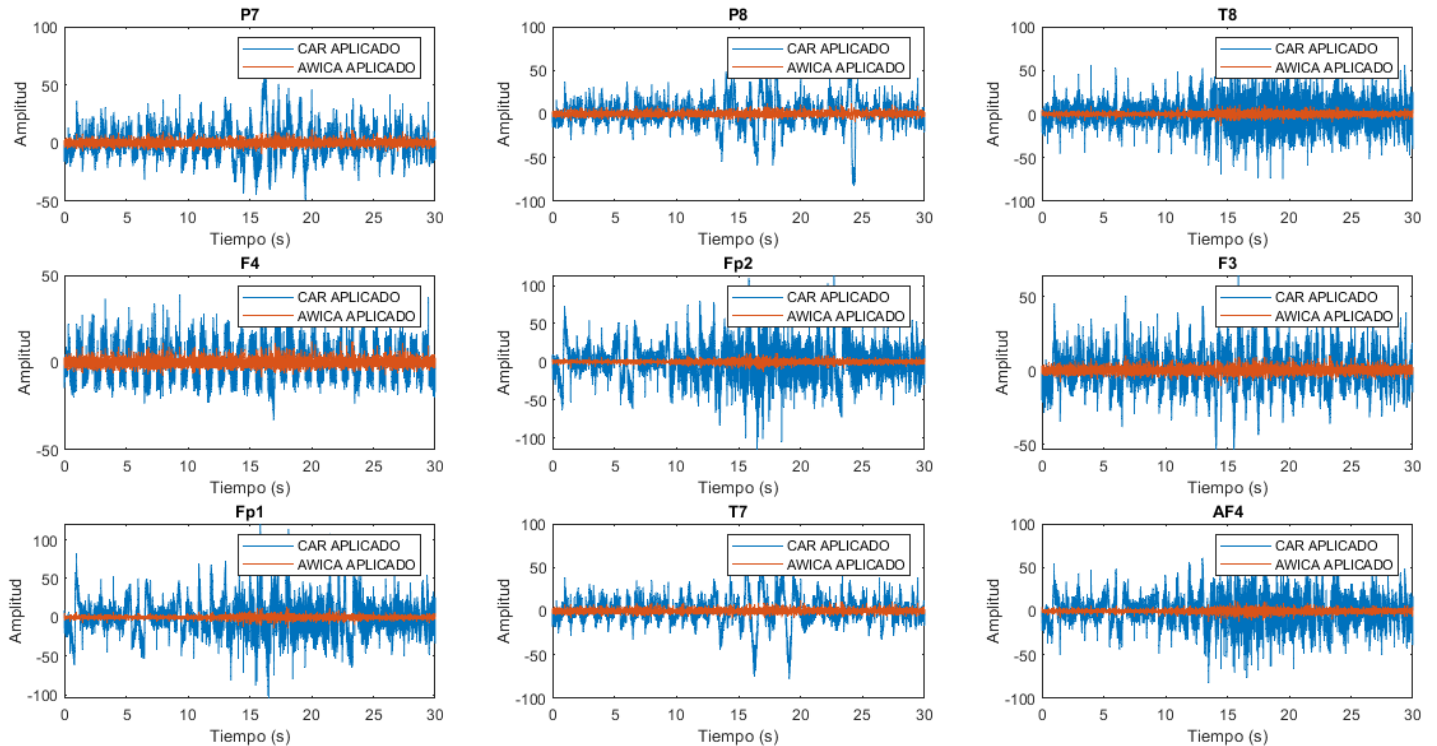 P7
100
50
0
-50
0 5 10 15 20 25 30
Amplitud
Tiempo (s)
CAR APLICADO
AWICA APLICADO
P8
100
50
0
-50
-100
0 5 10 15 20 25 30
Amplitud
Tiempo (s)
CAR APLICADO
AWICA APLICADO
T8
100
50
0
-50
-100
0 5 10 15 20 25 30
Amplitud
Tiempo (s)
CAR APLICADO
AWICA APLICADO
F4
50
0
-50
0 5 10 15 20 25 30
Amplitud
Tiempo (s)
CAR APLICADO
AWICA APLICADO
Fp2
100
50
0
-50
-100
0 5 10 15 20 25 30
Amplitud
Tiempo (s)
CAR APLICADO
AWICA APLICADO
F3
50
0
-50
0 5 10 15 20 25 30
Amplitud
Tiempo (s)
CAR APLICADO
AWICA APLICADO
Fp1
100
50
0
-50
-100
0 5 10 15 20 25 30
Amplitud
Tiempo (s)
CAR APLICADO
AWICA APLICADO
T7
100
50
0
-50
-100
0 5 10 15 20 25 30
Amplitud
Tiempo (s)
CAR APLICADO
AWICA APLICADO
AF4
100
50
0
-50
-100
0 5 10 15 20 25 30
Amplitud
Tiempo (s)
CAR APLICADO
AWICA APLICADO